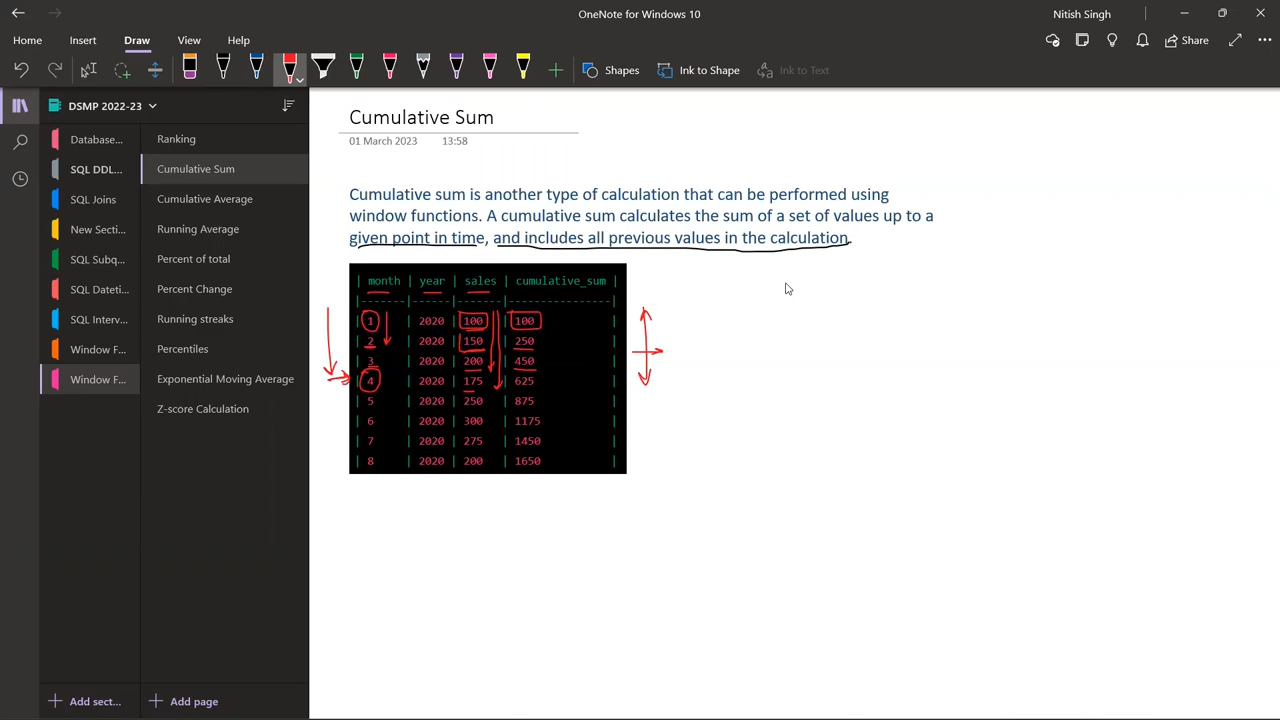 OneNote for Windows 10
Nitish Singh
Home Insert Draw View Help
Share
Shapes
Ink to Shape
Ink to Text
DSMP 2022-23
Database...
SQL DDL...
SQL Joins
New Secti...
SQL Subq...
SQL Dateti...
SQL Interv...
Window F...
Window F...
Add sect...
Ranking
Cumulative Sum
Cumulative Average
Running Average
Percent of total
Percent Change
Running streaks
Percentiles
Exponential Moving Average
Z-score Calculation
Add page
Cumulative Sum
01 March 2023 13:58
Cumulative sum is another type of calculation that can be performed using
window functions. A cumulative sum calculates the sum of a set of values up to a
given point in time, and includes all previous values in the calculation.
| month | year | sales | cumulative_sum |
|-------|------|-------|----------------|
| 1 | 2020 | 100 | 100 |
| 2 | 2020 | 150 | 250 |
| 3 | 2020 | 200 | 450 |
| 4 | 2020 | 175 | 625 |
| 5 | 2020 | 250 | 875 |
| 6 | 2020 | 300 | 1175 |
| 7 | 2020 | 275 | 1450 |
| 8 | 2020 | 200 | 1650 |